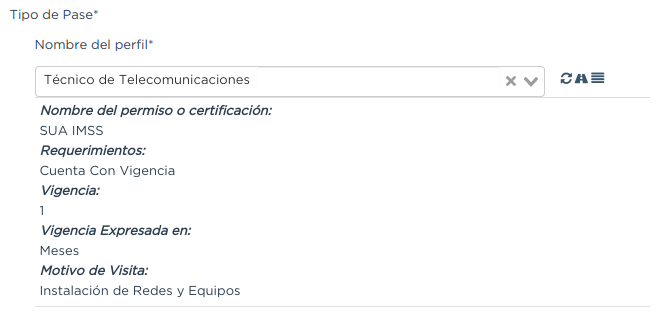 Tipo de Pase*
Nombre del perfil*
Técnico de Telecomunicaciones
Nombre del permiso o certificación:
SUA IMSS
Requerimientos:
Cuenta Con Vigencia
Vigencia:
1
Vigencia Expresada en:
Meses
Motivo de Visita:
Instalación de Redes y Equipos